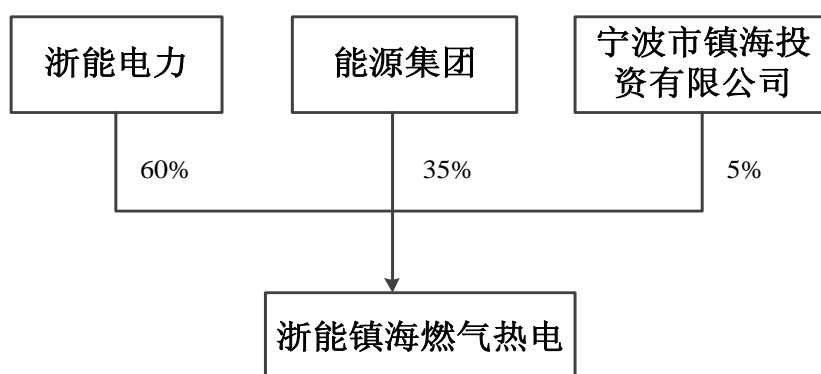 浙能电力
能源集团
宁波市镇海投
资有限公司
60%
35%
5%
浙能镇海燃气热电